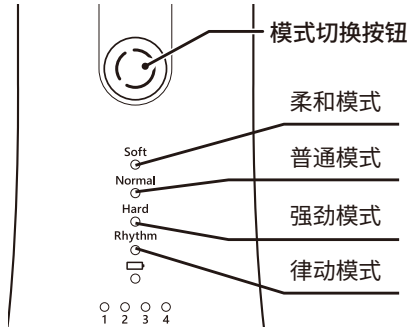 模式切换按钮
柔和模式
Soft
普通模式
Normal
Hard
强劲模式
Rhythm
律动模式
1 2 3 4